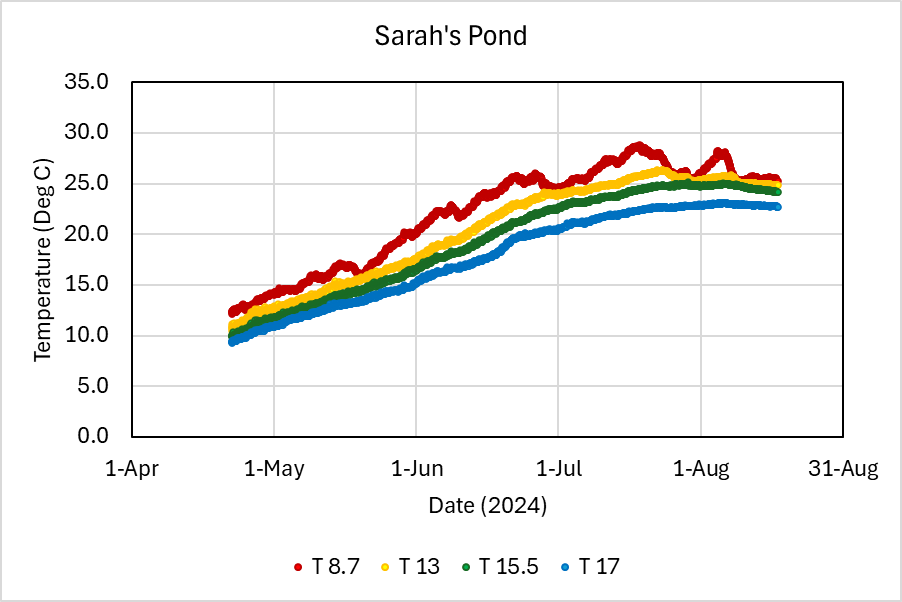 Sarah's Pond
35.0
30.0
25.0
20.0
15.0
10.0
5.0
0.0
Temperature (Deg C)
1-Apr 1-May 1-Jun 1-Jul 1-Aug 31-Aug
Date (2024)
T 8.7 T 13 T 15.5 T 17